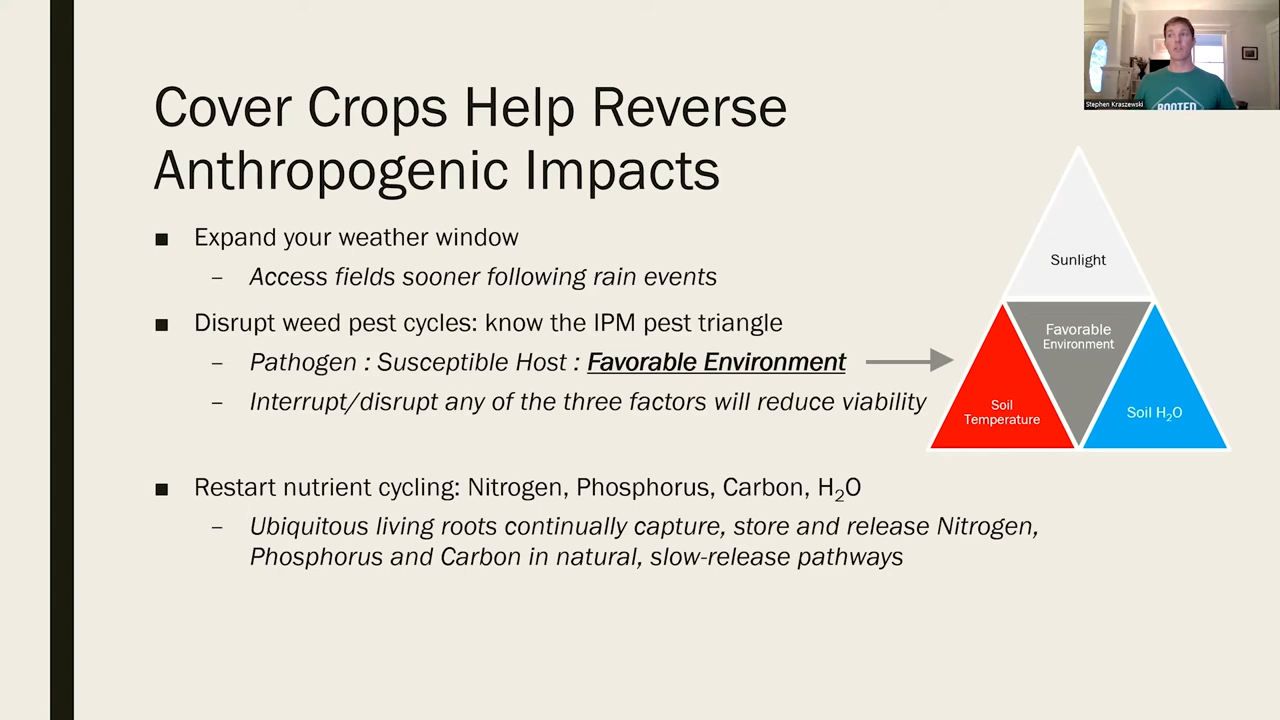 Stephen Kraszewski
ROOTED
Cover Crops Help Reverse
Anthropogenic Impacts
■ Expand your weather window
– Access fields sooner following rain events
■ Disrupt weed pest cycles: know the IPM pest triangle
– Pathogen : Susceptible Host : Favorable Environment
– Interrupt/disrupt any of the three factors will reduce viability
■ Restart nutrient cycling: Nitrogen, Phosphorus, Carbon, H₂O
– Ubiquitous living roots continually capture, store and release Nitrogen,
Phosphorus and Carbon in natural, slow-release pathways
Sunlight
Favorable
Environment
Soil
Temperature
Soil H₂O